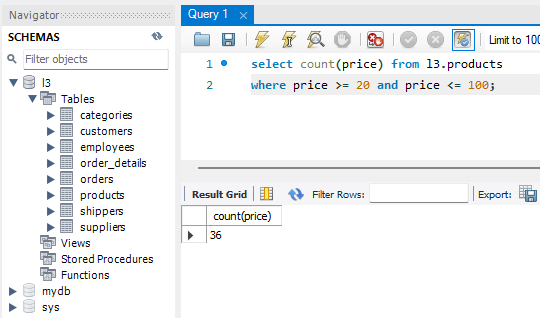 Navigator
SCHEMAS
Filter objects
l3
Tables
categories
customers
employees
order_details
orders
products
shippers
suppliers
Views
Stored Procedures
Functions
mydb
sys
Query 1
Limit to 100
1 select count(price) from l3.products
2 where price >= 20 and price <= 100;
Result Grid Filter Rows: Export:
count(price)
36